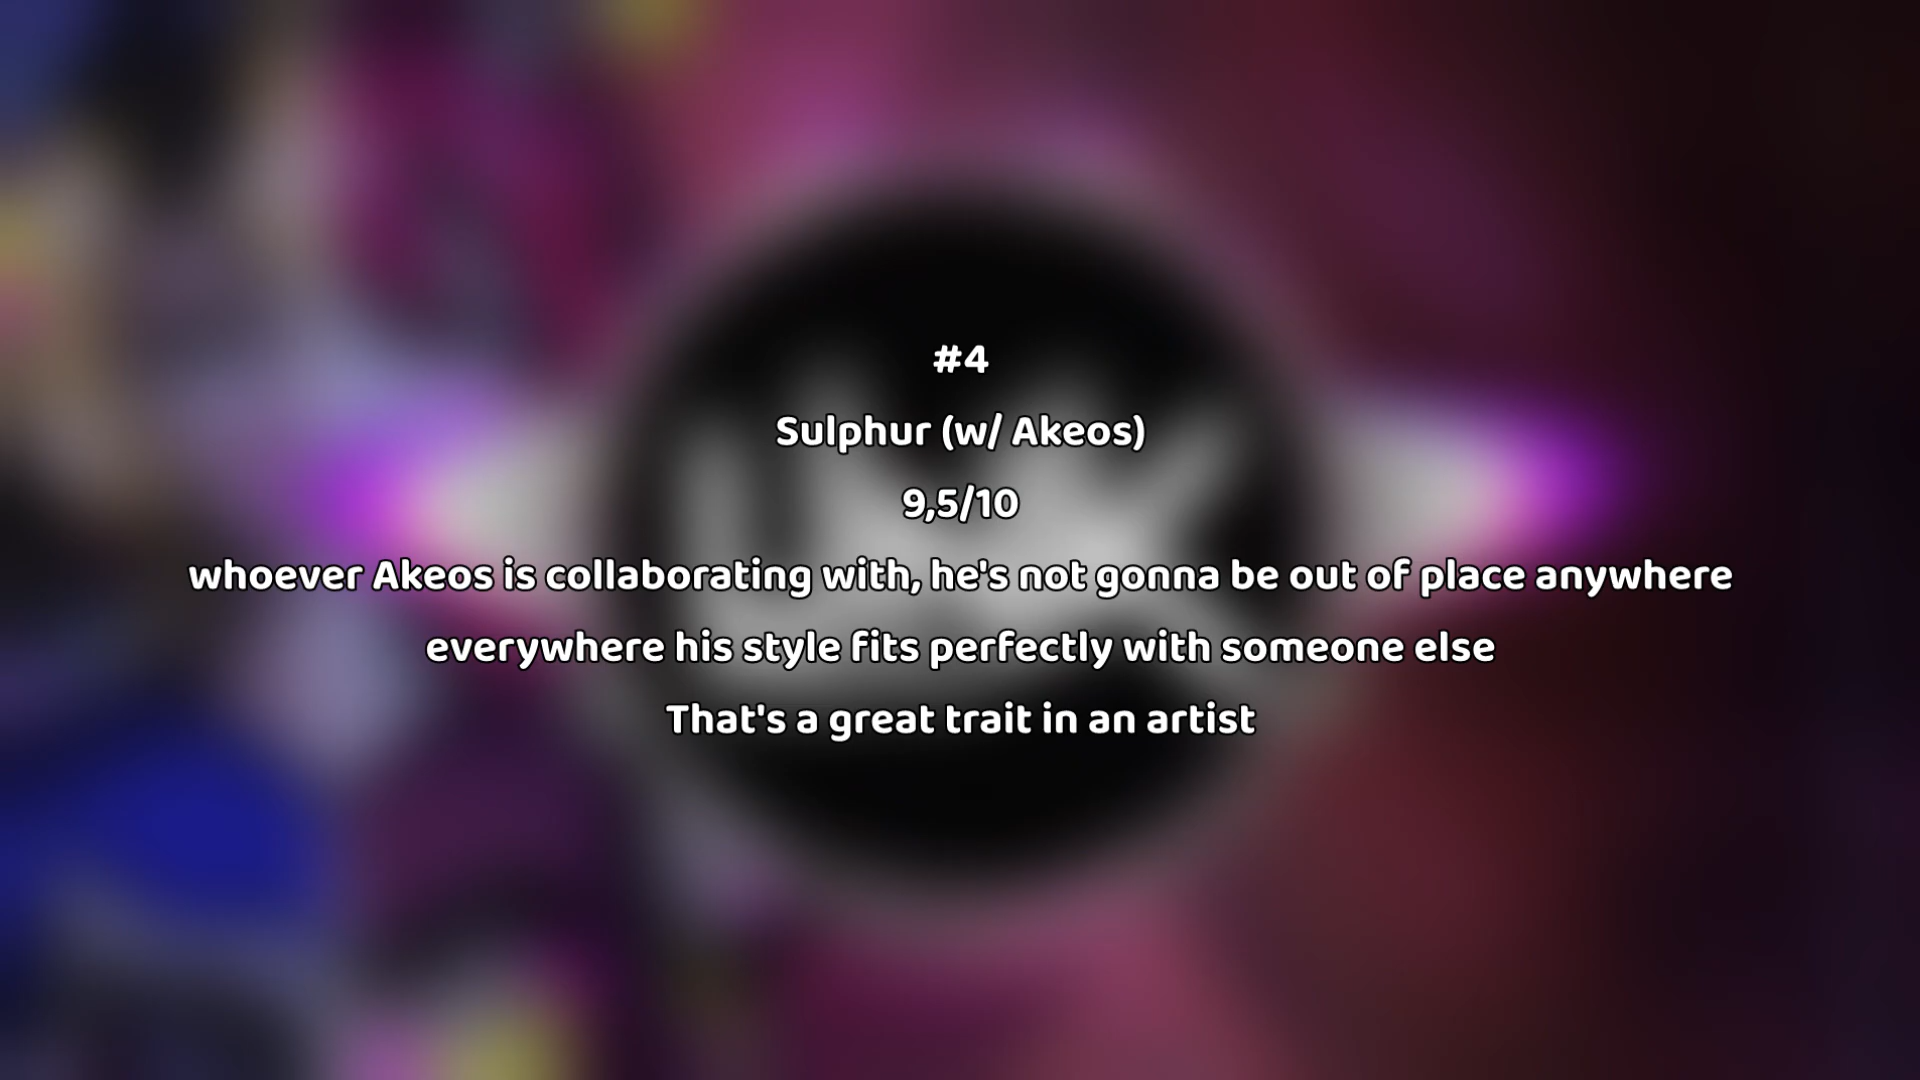 #4
Sulphur (w/ Akeos)
9,5/10
whoever Akeos is collaborating with, he's not gonna be out of place anywhere
everywhere his style fits perfectly with someone else
That's a great trait in an artist